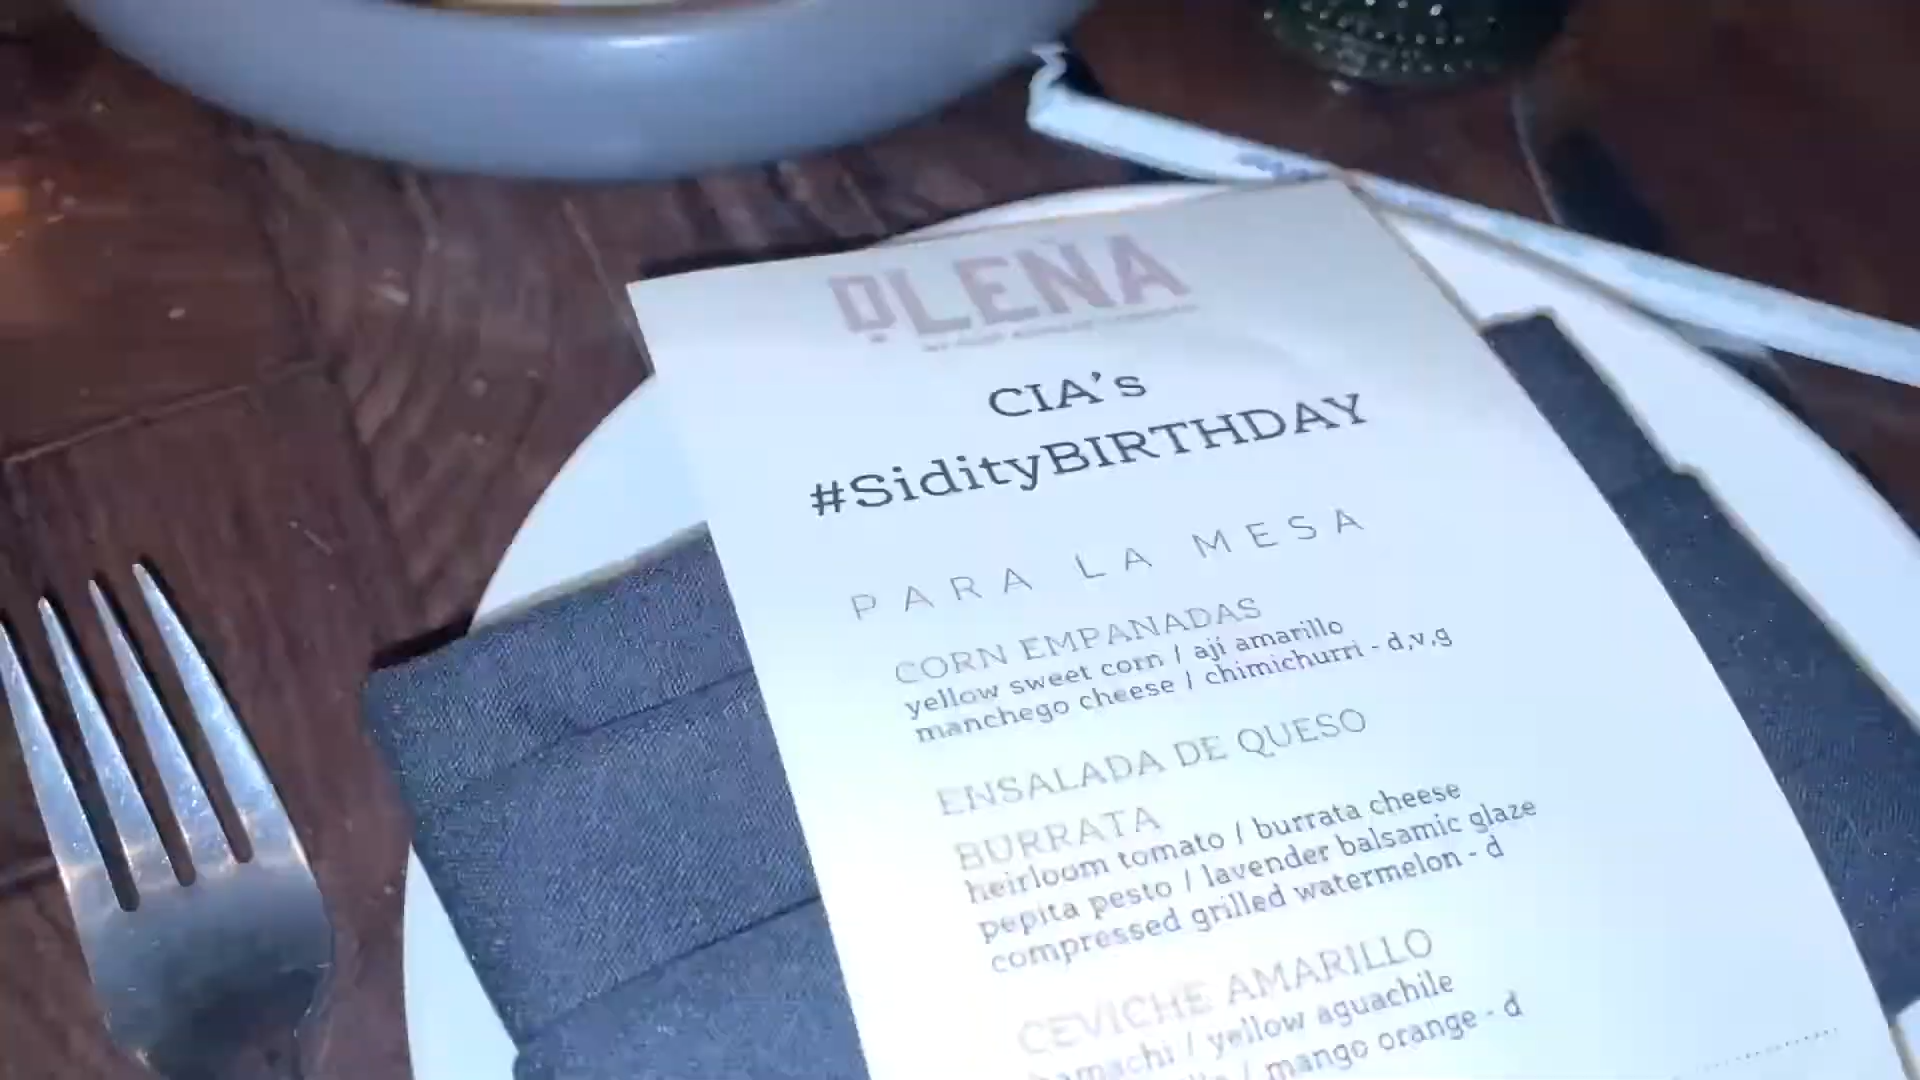 CIA's
#SidityBIRTHDAY
PARA LA MESA
CORN EMPANADAS
yellow sweet corn / ají amarillo
manchego cheese / chimichurri - d,v,g
ENSALADA DE QUESO
BURRATA
heirloom tomato / burrata cheese
pepita pesto / lavender balsamic glaze
compressed grilled watermelon - d
CEVICHE AMARILLO
hamachi / yellow aguachile
/ mango orange - d